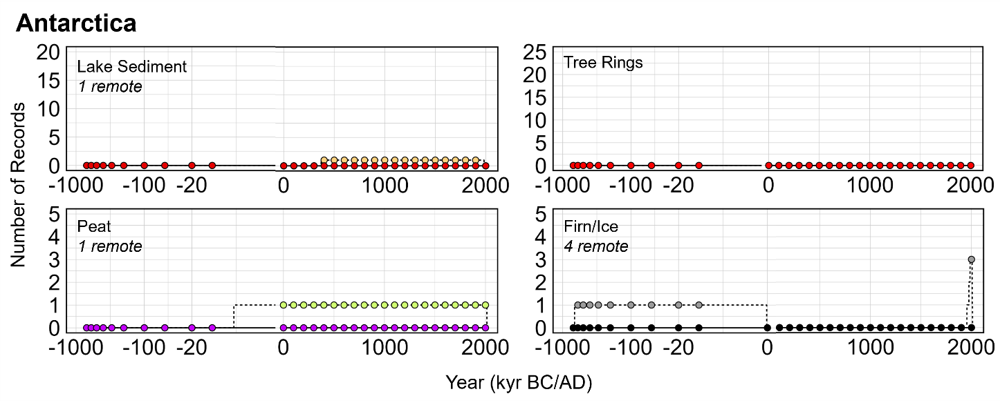 Antarctica
Number of Records
20
15
10
5
0
Lake Sediment
1 remote
-1000 -100 -20 0 1000 2000
25
20
15
10
5
0
Tree Rings
-1000 -100 -20 0 1000 2000
5
4
3
2
1
0
Peat
1 remote
-1000 -100 -20 0 1000 2000
5
4
3
2
1
0
Firn/Ice
4 remote
-1000 -100 -20 0 1000 2000
Year (kyr BC/AD)